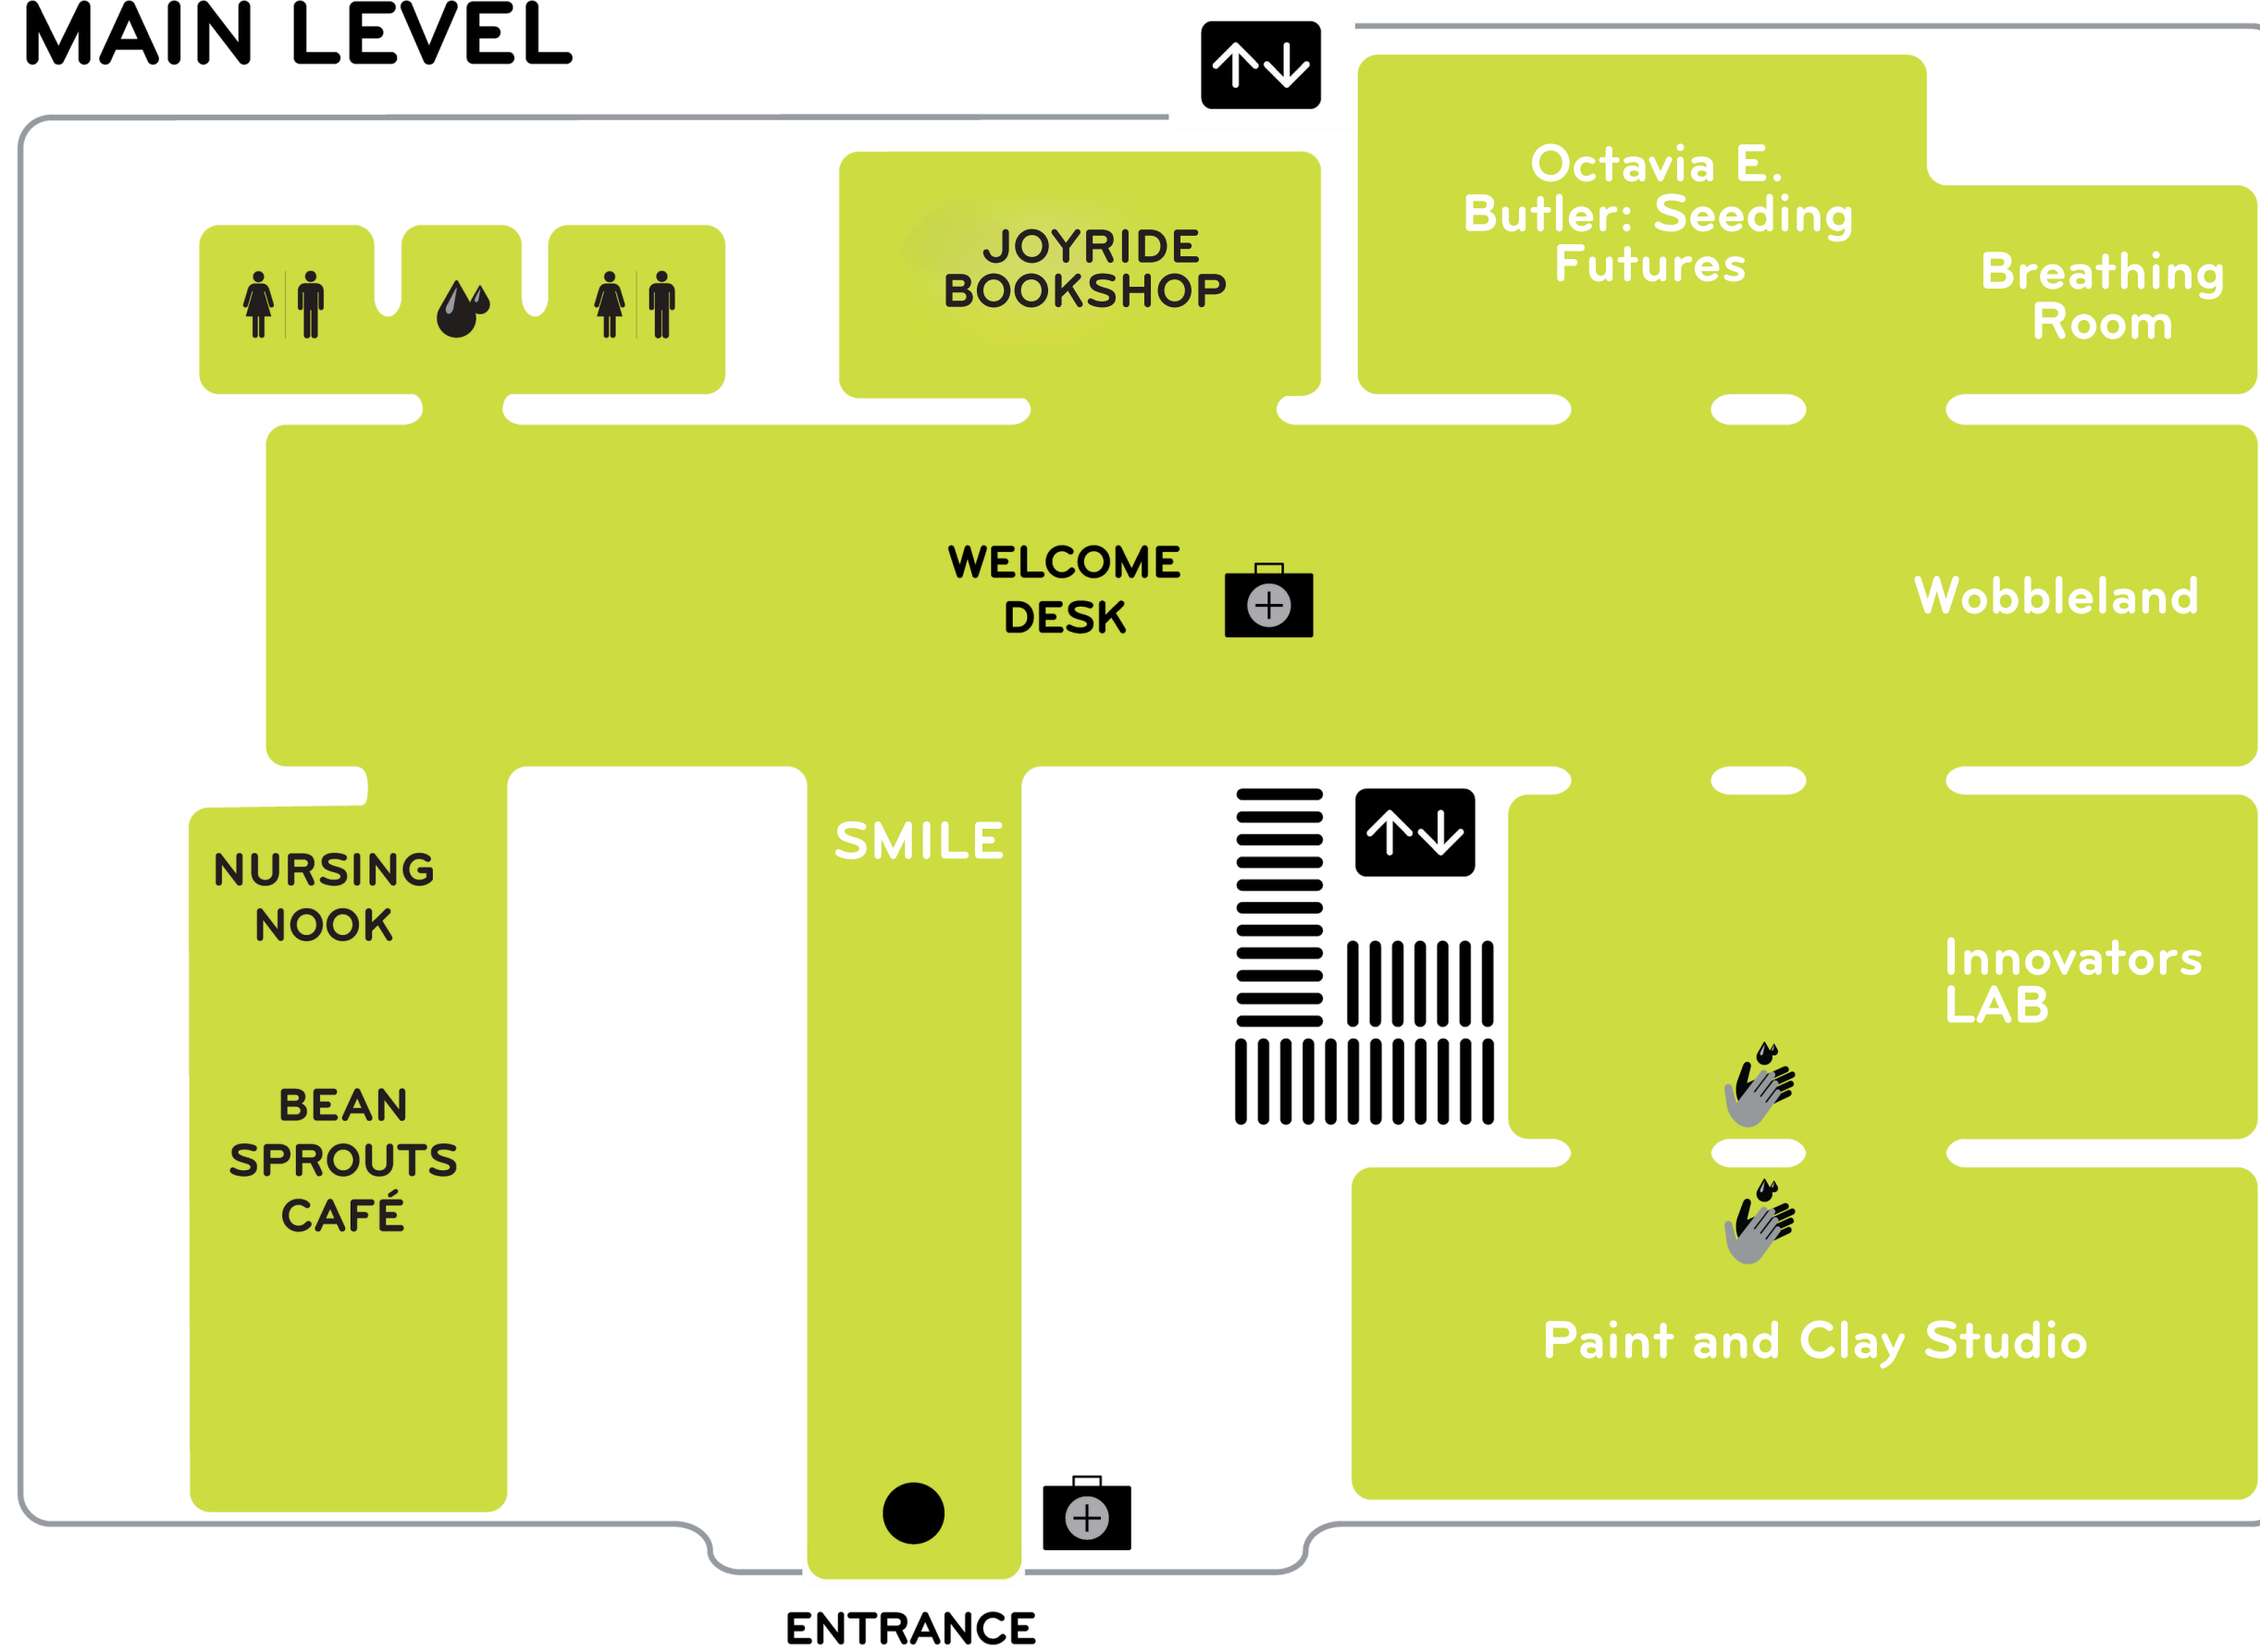 MAIN LEVEL
Octavia E.
Butler: Seeding
Futures
JOYRIDE
BOOKSHOP
Breathing
Room
WELCOME
DESK
Wobbleland
SMILE
NURSING
NOOK
Innovators
LAB
BEAN
SPROUTS
CAFÉ
Paint and Clay Studio
ENTRANCE